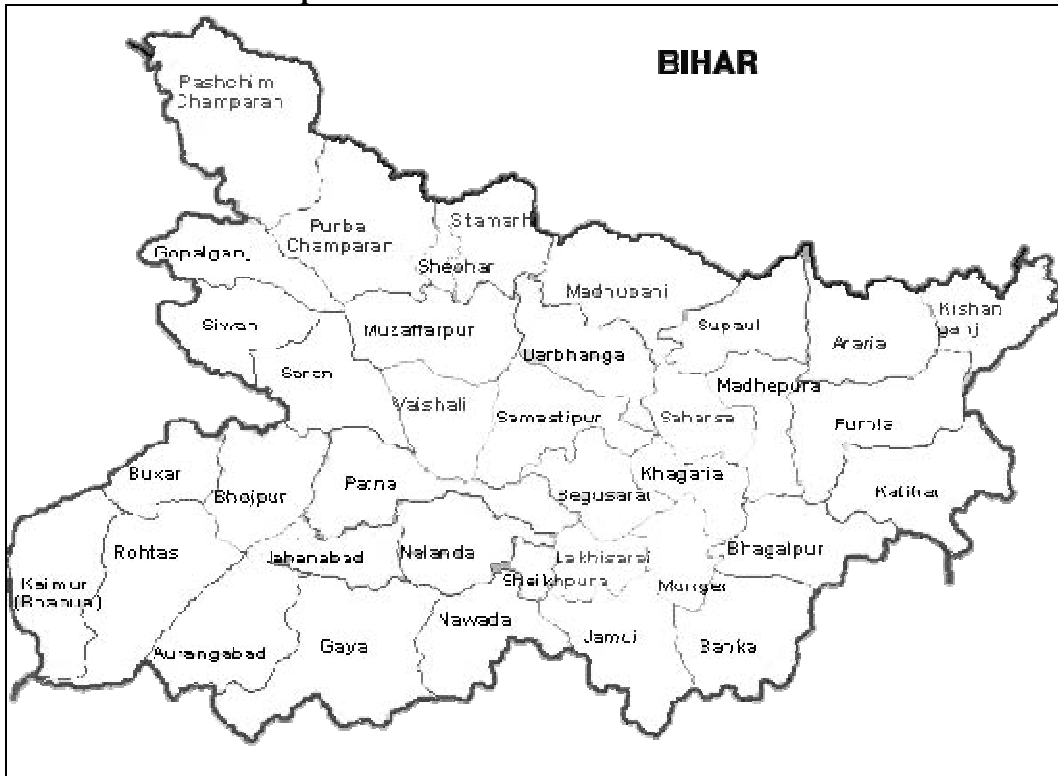 BIHAR
Pashchim
Champaran
Purba
Champaran
Sitamarhi
Sheohar
Gopalganj
Madhubani
Kishan
ganj
Siwan
Muzaffarpur
Supaul
Araria
Darbhanga
Saran
Madhepura
Vaishali
Samastipur
Saharsa
Purnia
Buxar
Bhojpur
Patna
Khagaria
Begusarai
Katihar
Rohtas
Jahanabad
Nalanda
Lakhisarai
Bhagalpur
Shaikhpura
Kaimur
(Bhabua)
Munger
Nawada
Aurangabad
Gaya
Jamui
Banka